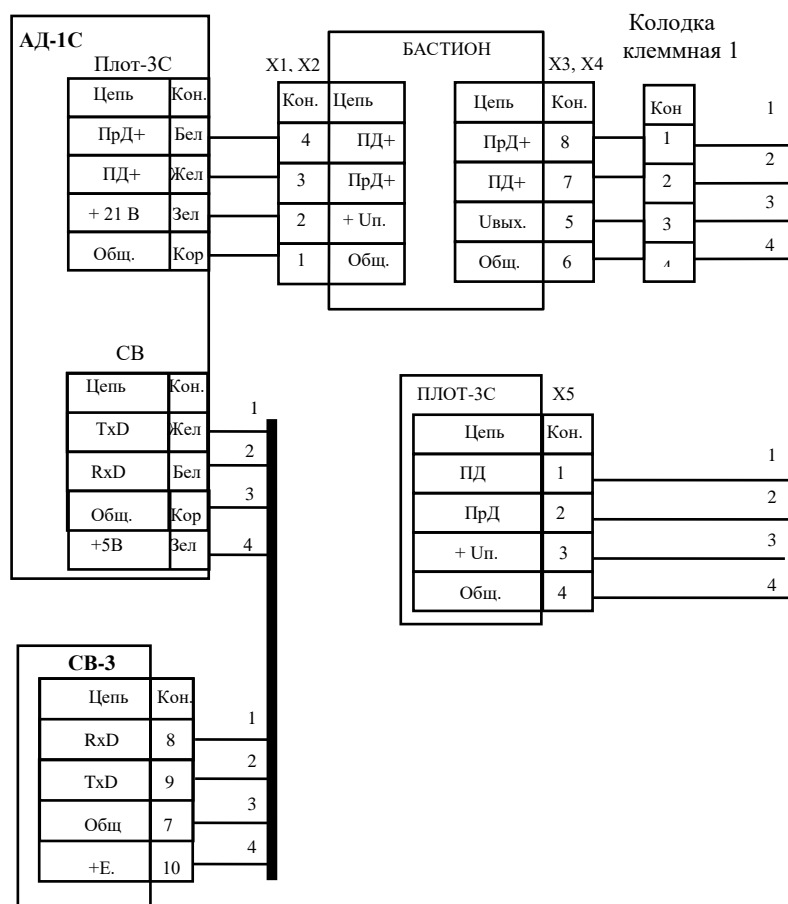 АД-1С
Плот-3С
Цепь Кон.
ПрД+ Бел
ПД+ Жел
+ 21 В Зел
Общ. Кор
X1, X2
БАСТИОН
X3, X4
Кон. Цепь
4 ПД+
3 ПрД+
2 + Uп.
1 Общ.
Цепь Кон.
ПрД+ 8
ПД+ 7
Uвых. 5
Общ. 6
Колодка
клеммная 1
Кон
1
2
3
4
1
2
3
4
СВ
Цепь Кон.
TxD Жел
RxD Бел
Общ. Кор
+5В Зел
1
2
3
4
ПЛОТ-3С X5
Цепь Кон.
ПД 1
ПрД 2
+ Uп. 3
Общ. 4
1
2
3
4
СВ-3
Цепь Кон.
RxD 8
TxD 9
Общ 7
+E. 10
1
2
3
4